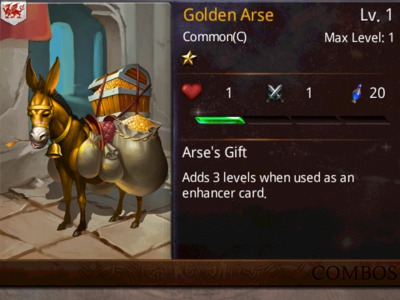 Golden Arse Lv. 1
Common(C) Max Level: 1
1 1 20
Arse's Gift
Adds 3 levels when used as an
enhancer card.
COMBOS